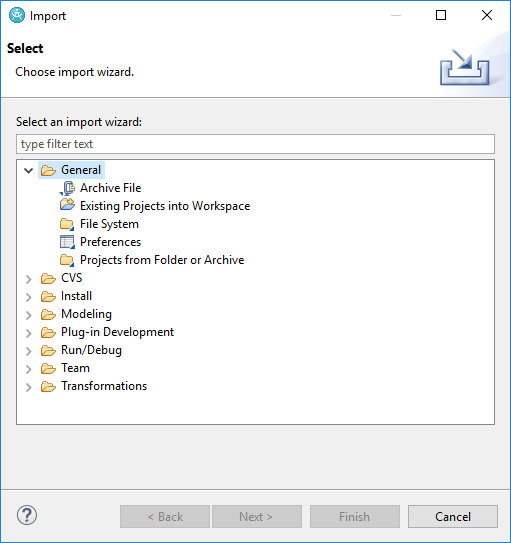 Import
Select
Choose import wizard.
Select an import wizard:
type filter text
General
Archive File
Existing Projects into Workspace
File System
Preferences
Projects from Folder or Archive
CVS
Install
Modeling
Plug-in Development
Run/Debug
Team
Transformations
? < Back Next > Finish Cancel